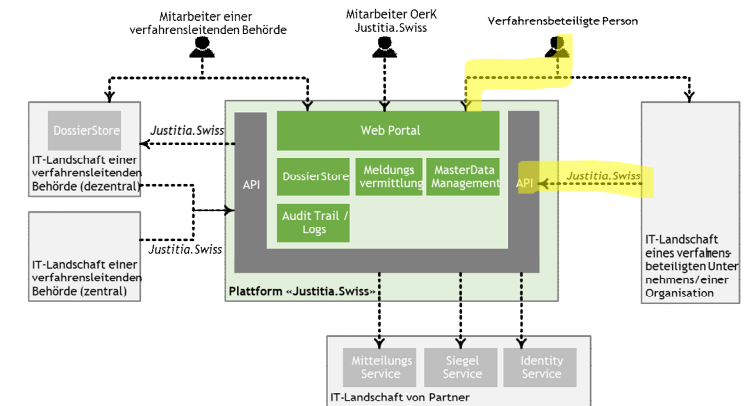 Mitarbeiter einer
verfahrensleitenden Behörde
Mitarbeiter OerK
Justitia.Swiss
Verfahrensbeteiligte Person
DossierStore
IT-Landschaft einer
verfahrensleitenden
Behörde (dezentral)
Justitia.Swiss
IT-Landschaft einer
verfahrensleitenden
Behörde (zentral)
Justitia.Swiss
API
Web Portal
DossierStore
Meldungs
vermittlung
MasterData
Management
Audit Trail /
Logs
API
Plattform «Justitia.Swiss»
Justitia.Swiss
IT-Landschaft
eines verfahrens-
beteiligten Unter
nehmens/einer
Organisation
Mitteilungs
Service
Siegel
Service
Identity
Service
IT-Landschaft von Partner